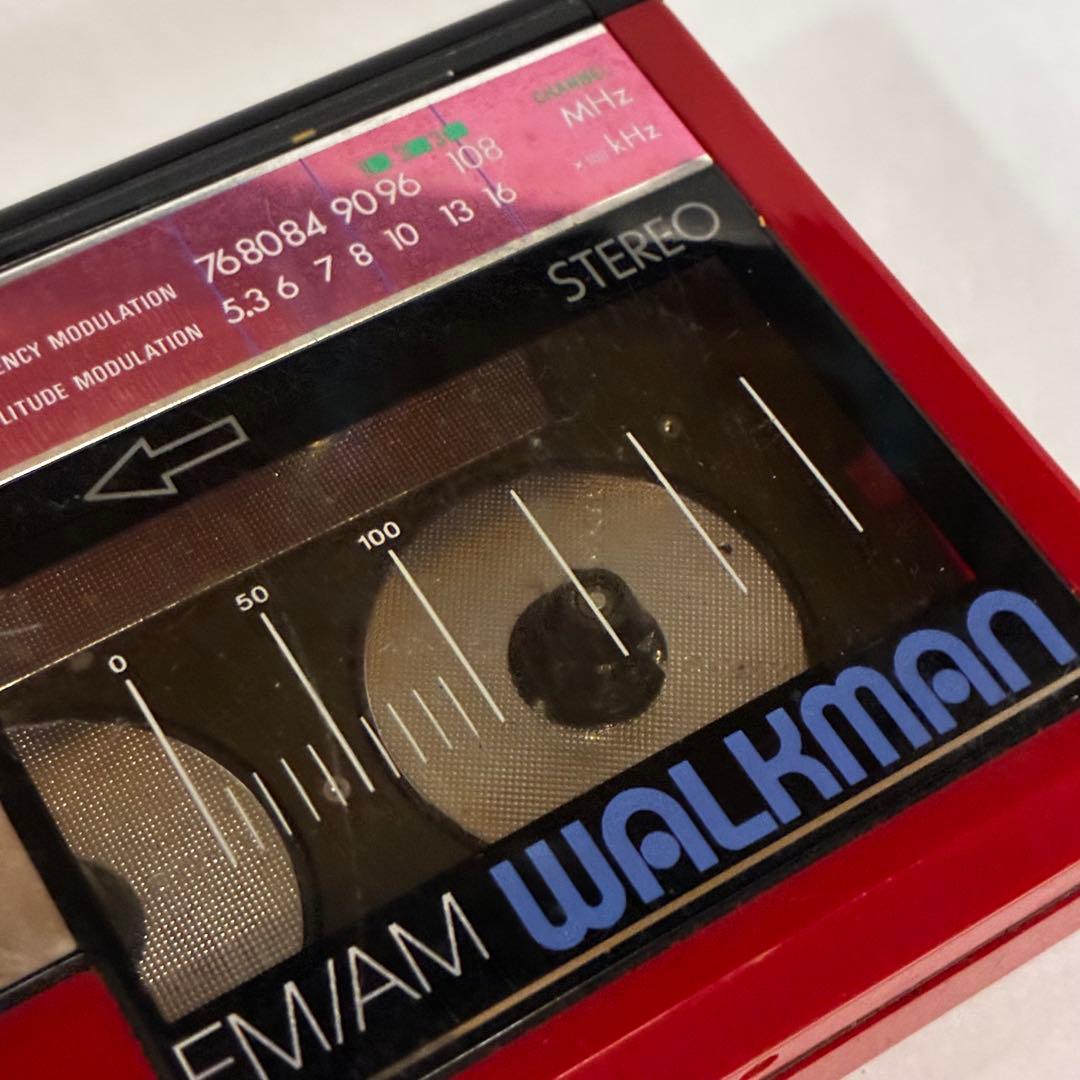 CHANNEL
MHz
×100 kHz
ENCY MODULATION 76 80 84 90 96 108
LITUDE MODULATION 5.3 6 7 8 10 13 16
STEREO
0 50 100
FM/AM WALKMAN